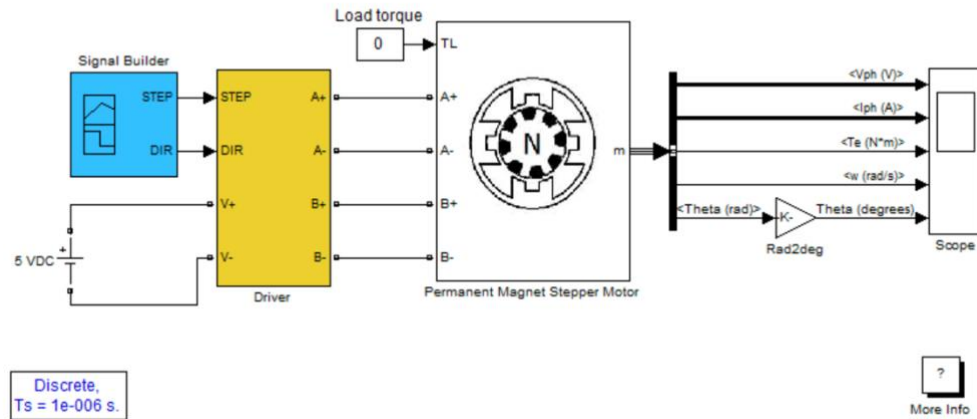 Load torque
0
TL
Signal Builder
STEP
DIR
STEP
DIR
V+
V-
A+
A-
B+
B-
Driver
5 VDC
+
A+
A-
B+
B-
N
m
Permanent Magnet Stepper Motor
<Vph (V)>
<Iph (A)>
<Te (N*m)>
<w (rad/s)>
<Theta (rad)>
-K-
Rad2deg
Theta (degrees)
Scope
Discrete,
Ts = 1e-006 s.
?
More Info